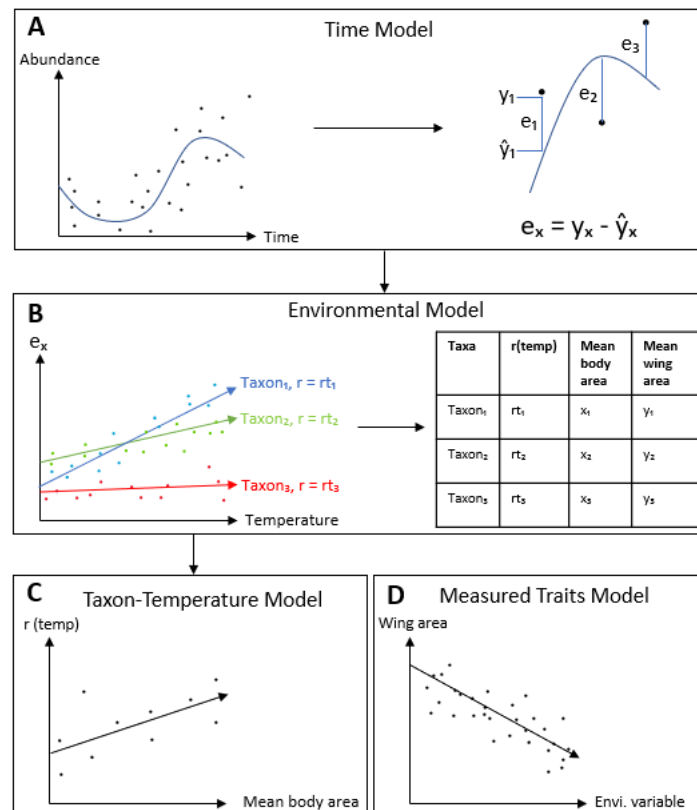 A
Time Model
Abundance
Time
y₁
ŷ₁
e₁
e₂
e₃
eₓ = yₓ - ŷₓ
B
Environmental Model
eₓ
Taxon₁, r = rt₁
Taxon₂, r = rt₂
Taxon₃, r = rt₃
Temperature
Taxa r(temp) Mean body area Mean wing area
Taxon₁ rt₁ x₁ y₁
Taxon₂ rt₂ x₂ y₂
Taxon₃ rt₃ x₃ y₃
C
Taxon-Temperature Model
r (temp)
Mean body area
D
Measured Traits Model
Wing area
Envi. variable